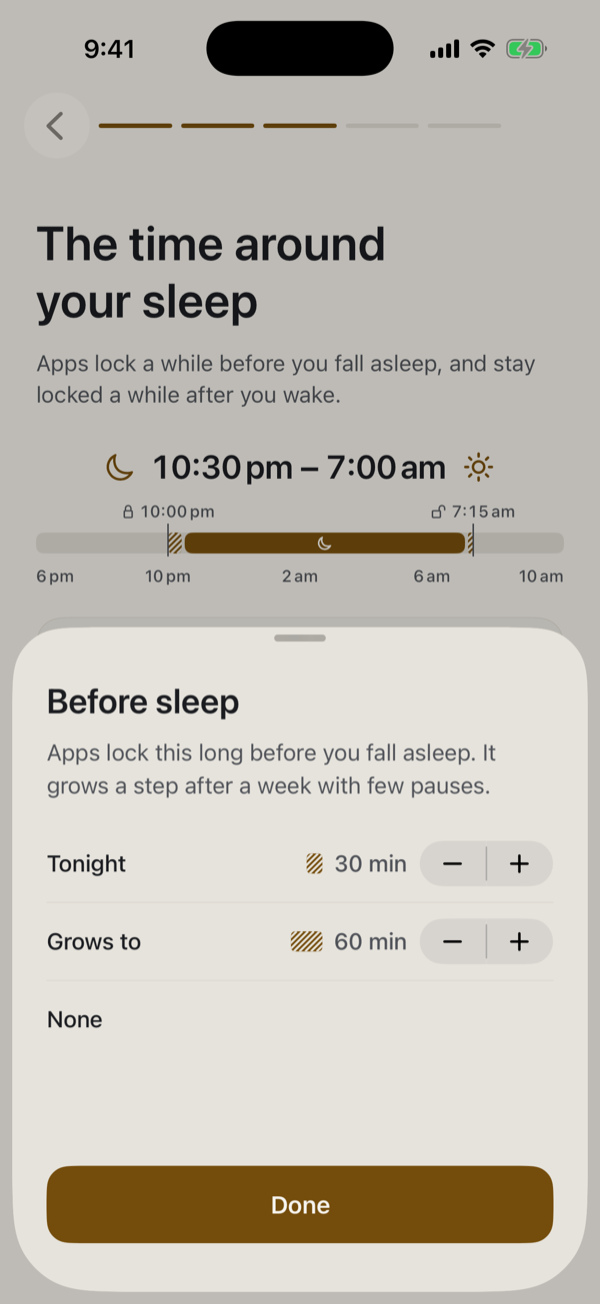 9:41
The time around
your sleep
Apps lock a while before you fall asleep, and stay
locked a while after you wake.
10:30 pm – 7:00 am
10:00 pm
7:15 am
6 pm
10 pm
2 am
6 am
10 am
Before sleep
Apps lock this long before you fall asleep. It
grows a step after a week with few pauses.
Tonight
30 min
− +
Grows to
60 min
− +
None
Done